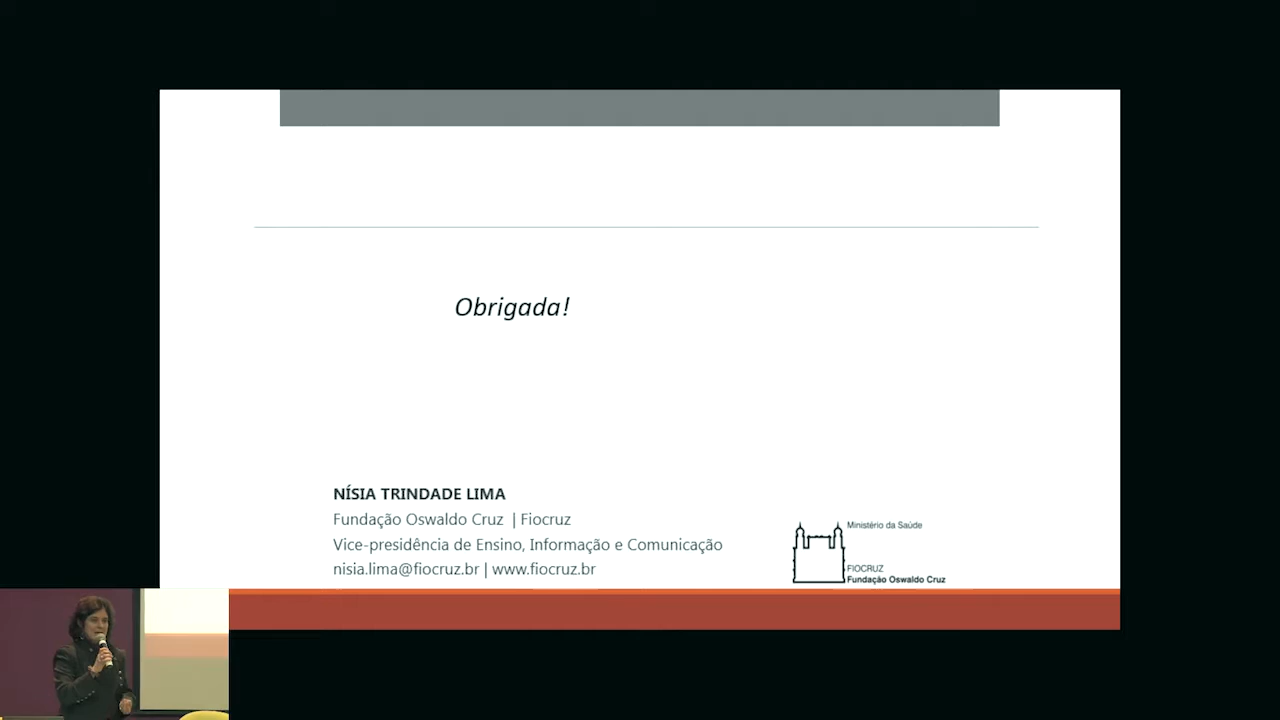 Obrigada!
NÍSIA TRINDADE LIMA
Fundação Oswaldo Cruz | Fiocruz
Vice-presidência de Ensino, Informação e Comunicação
nisia.lima@fiocruz.br | www.fiocruz.br
Ministério da Saúde
FIOCRUZ
Fundação Oswaldo Cruz